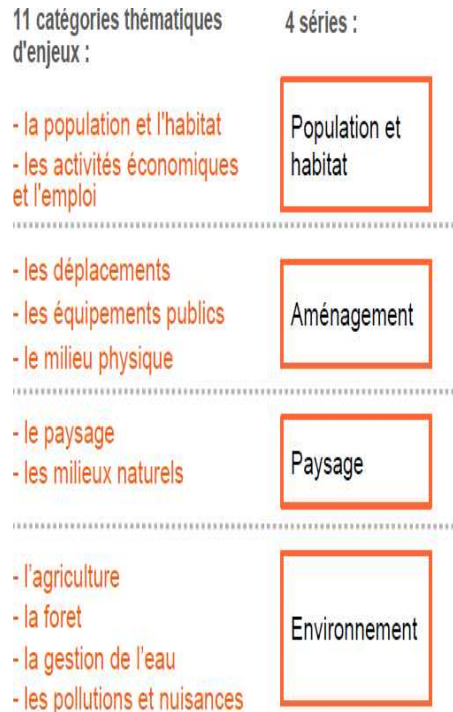 11 catégories thématiques
d'enjeux :
4 séries :
- la population et l'habitat
- les activités économiques
et l'emploi
Population et
habitat
- les déplacements
- les équipements publics
- le milieu physique
Aménagement
- le paysage
- les milieux naturels
Paysage
- l'agriculture
- la foret
- la gestion de l'eau
- les pollutions et nuisances
Environnement